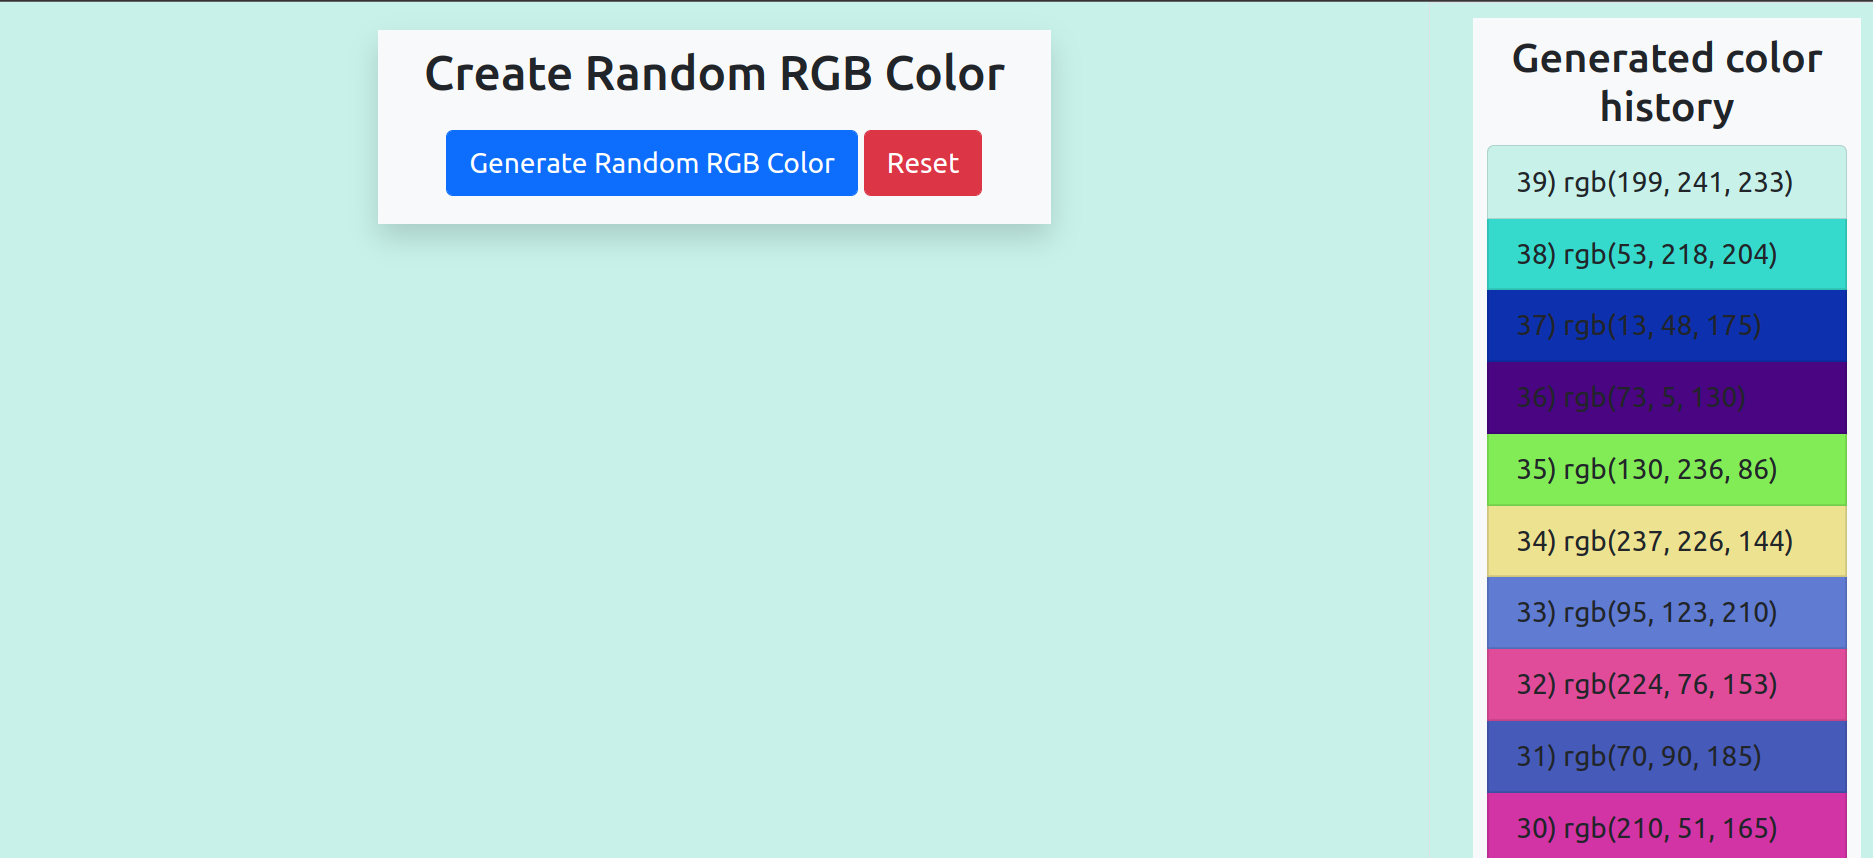 Create Random RGB Color
Generate Random RGB Color
Reset
Generated color
history
39) rgb(199, 241, 233)
38) rgb(53, 218, 204)
37) rgb(13, 48, 175)
36) rgb(73, 5, 130)
35) rgb(130, 236, 86)
34) rgb(237, 226, 144)
33) rgb(95, 123, 210)
32) rgb(224, 76, 153)
31) rgb(70, 90, 185)
30) rgb(210, 51, 165)